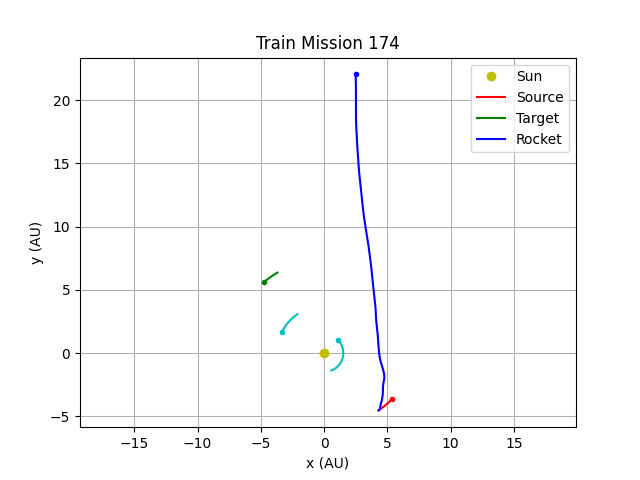 Train Mission 174
Sun
Source
Target
Rocket
20
15
10
5
0
−5
y (AU)
−15
−10
−5
0
5
10
15
x (AU)